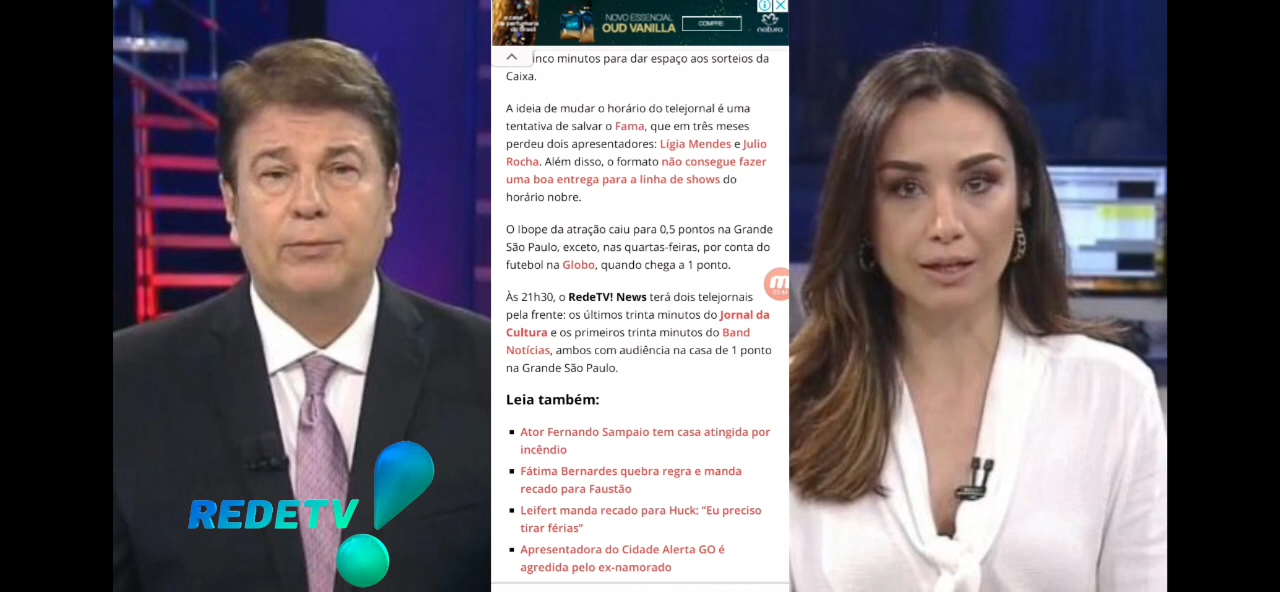 a casa
da perfumaria
do Brasil
NOVO ESSENCIAL
OUD VANILLA
COMPRE
natura
minutos para dar espaço aos sorteios da
Caixa.
A ideia de mudar o horário do telejornal é uma
tentativa de salvar o Fama, que em três meses
perdeu dois apresentadores: Lígia Mendes e Julio
Rocha. Além disso, o formato não consegue fazer
uma boa entrega para a linha de shows do
horário nobre.
O Ibope da atração caiu para 0,5 pontos na Grande
São Paulo, exceto, nas quartas-feiras, por conta do
futebol na Globo, quando chega a 1 ponto.
Às 21h30, o RedeTV! News terá dois telejornais
pela frente: os últimos trinta minutos do Jornal da
Cultura e os primeiros trinta minutos do Band
Notícias, ambos com audiência na casa de 1 ponto
na Grande São Paulo.
Leia também:
Ator Fernando Sampaio tem casa atingida por
incêndio
Fátima Bernardes quebra regra e manda
recado para Faustão
Leifert manda recado para Huck: “Eu preciso
tirar férias”
Apresentadora do Cidade Alerta GO é
agredida pelo ex-namorado
REDETV!